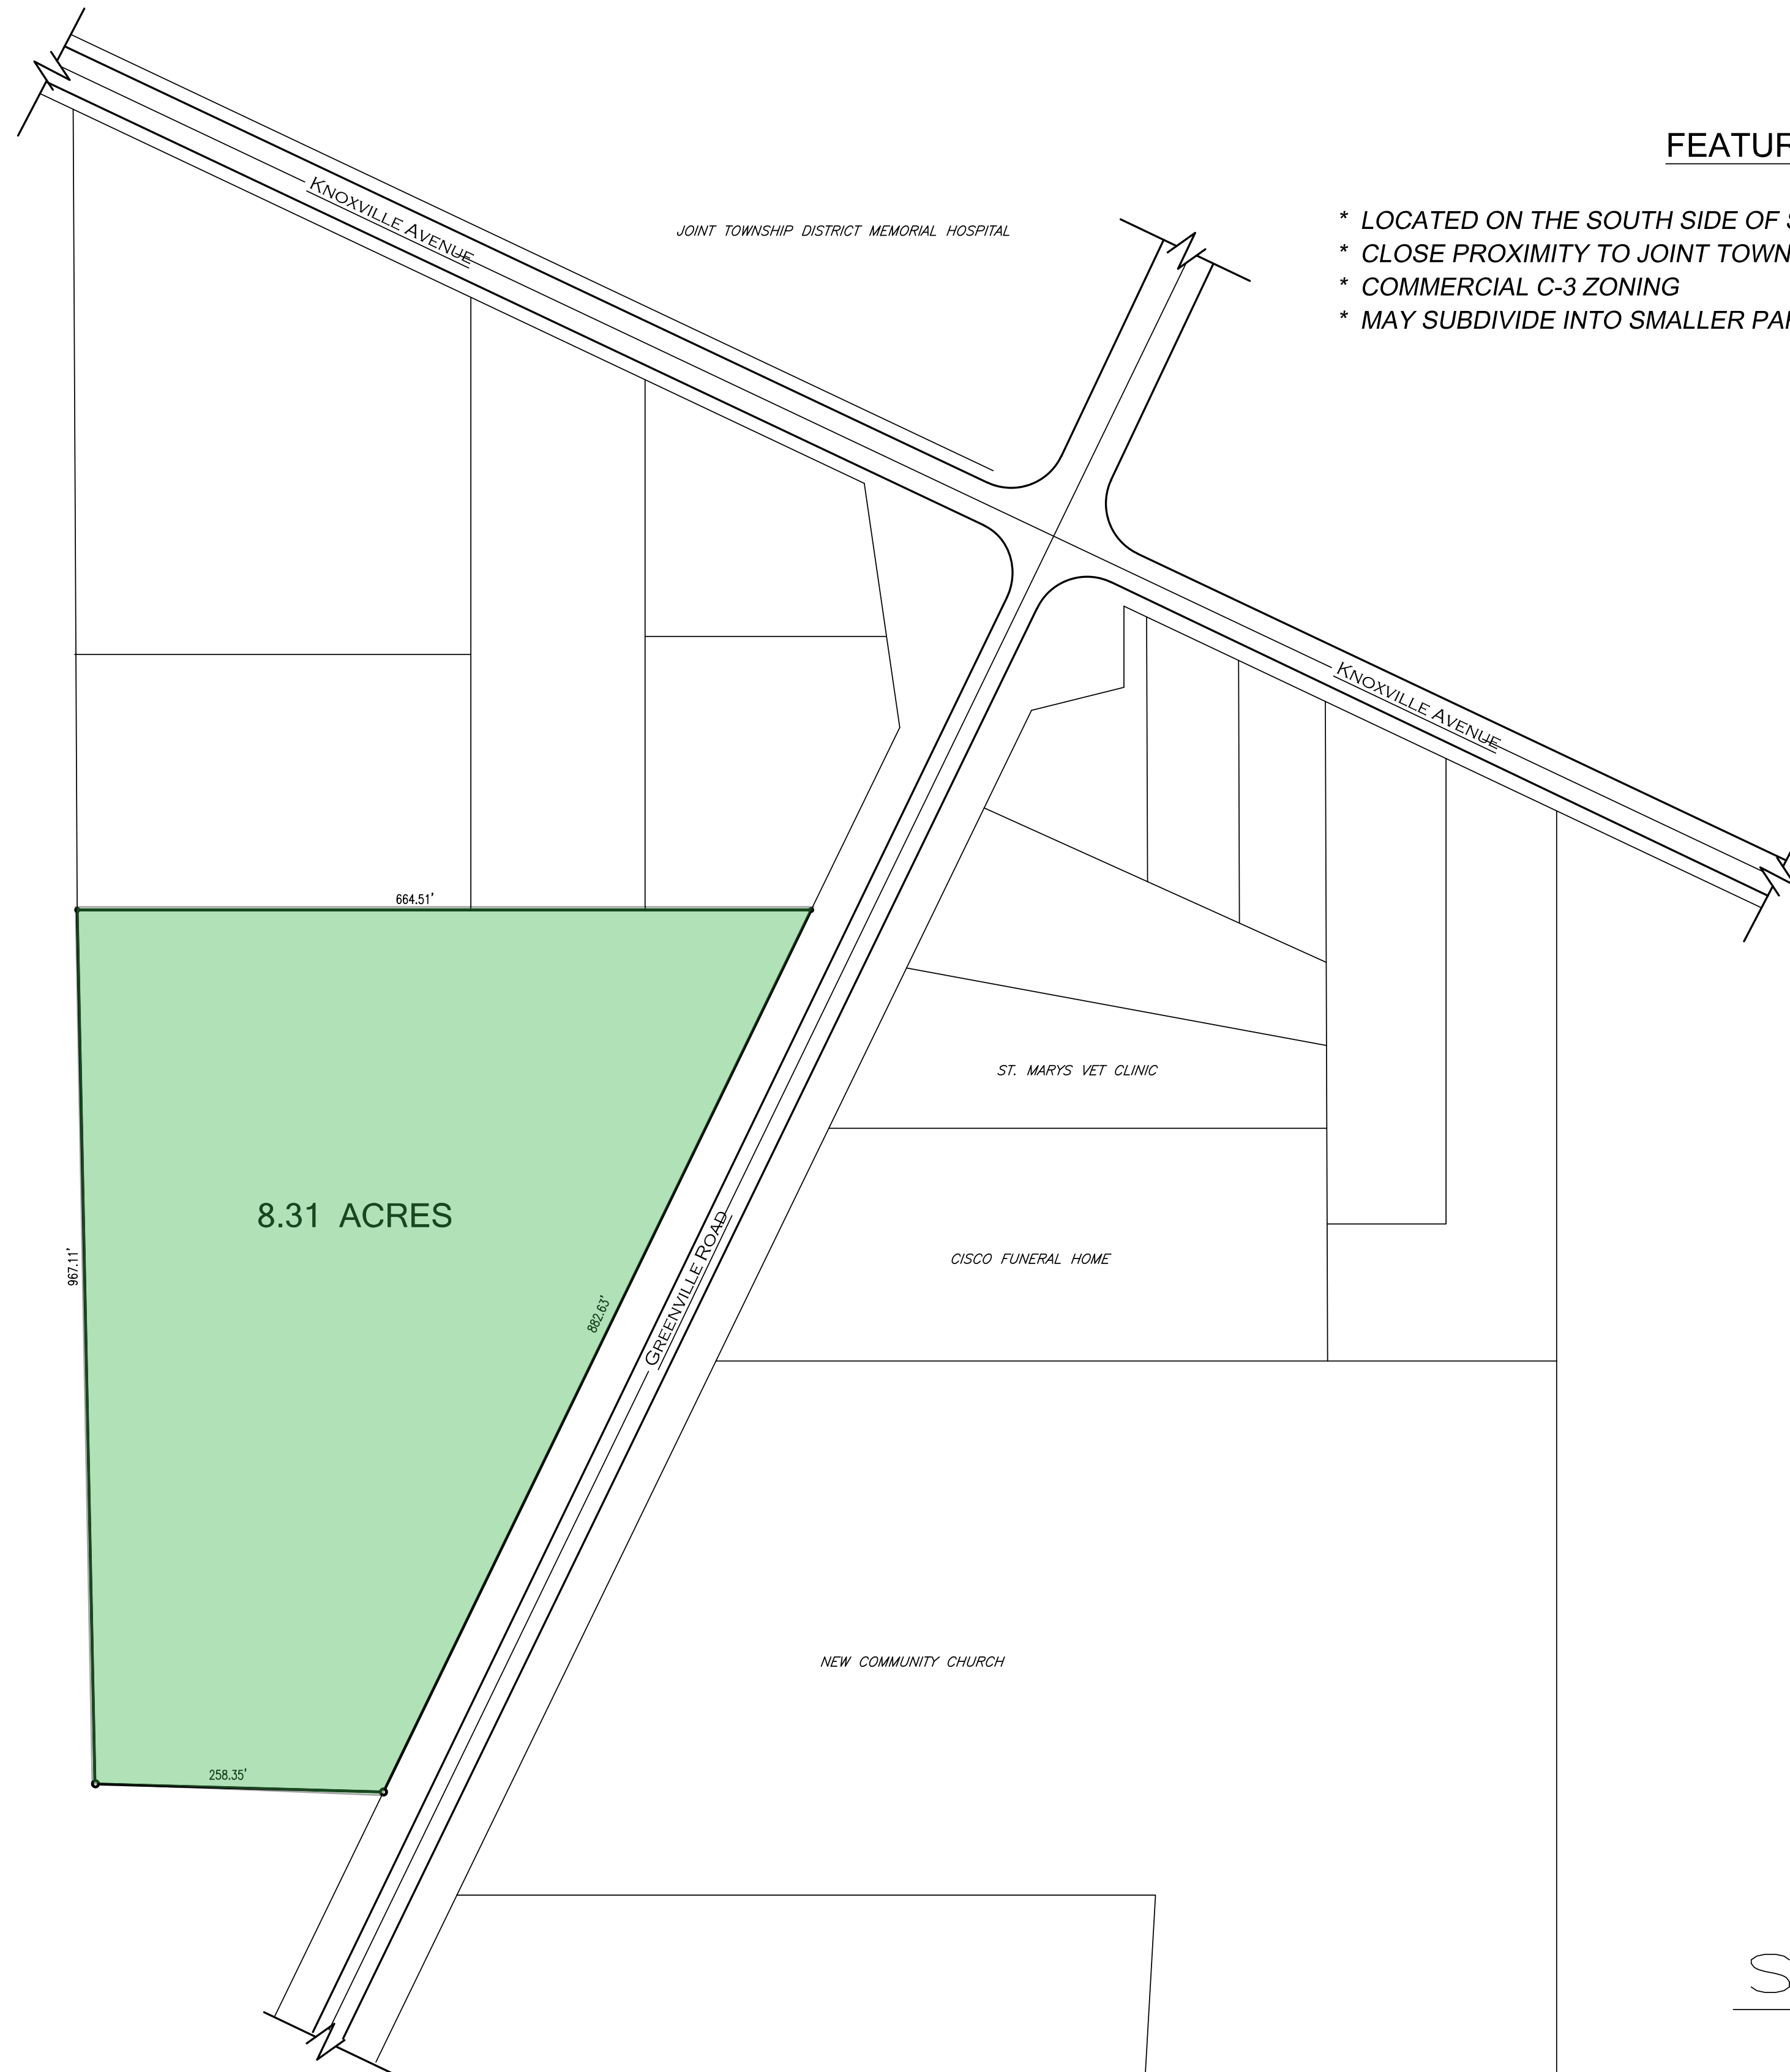 FEATUR
KNOXVILLE AVENUE
JOINT TOWNSHIP DISTRICT MEMORIAL HOSPITAL
* LOCATED ON THE SOUTH SIDE OF S
* CLOSE PROXIMITY TO JOINT TOWN
* COMMERCIAL C-3 ZONING
* MAY SUBDIVIDE INTO SMALLER PAR
KNOXVILLE AVENUE
664.51'
ST. MARYS VET CLINIC
8.31 ACRES
967.11'
882.63'
GREENVILLE ROAD
CISCO FUNERAL HOME
NEW COMMUNITY CHURCH
258.35'
S